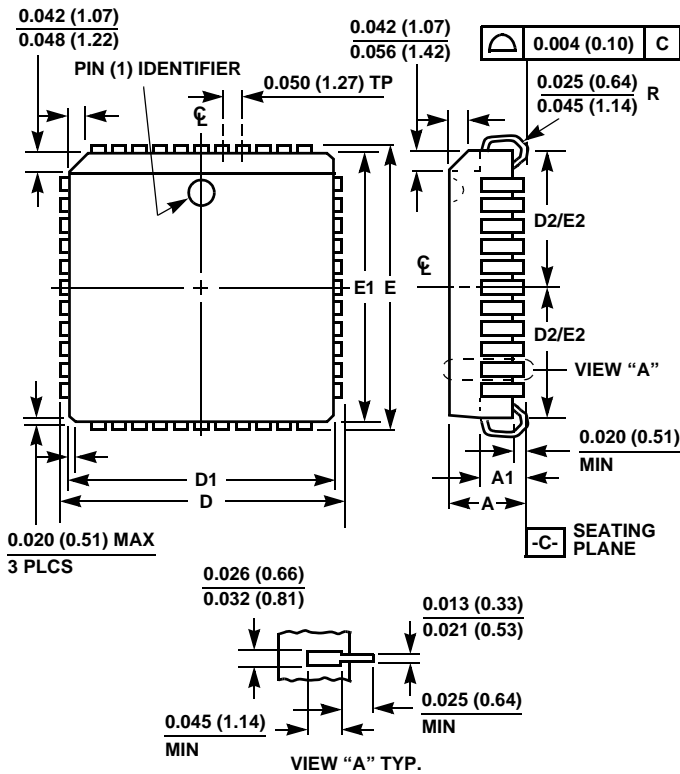 0.042 (1.07)
0.048 (1.22)
PIN (1) IDENTIFIER
0.050 (1.27) TP
C
L
0.042 (1.07)
0.056 (1.42)
0.004 (0.10) C
0.025 (0.64)
0.045 (1.14)
R
C
L
D2/E2
D2/E2
E1 E
VIEW “A”
0.020 (0.51)
MIN
A1
A
D1
D
0.020 (0.51) MAX
3 PLCS
-C- SEATING
PLANE
0.026 (0.66)
0.032 (0.81)
0.013 (0.33)
0.021 (0.53)
0.025 (0.64)
MIN
0.045 (1.14)
MIN
VIEW “A” TYP.